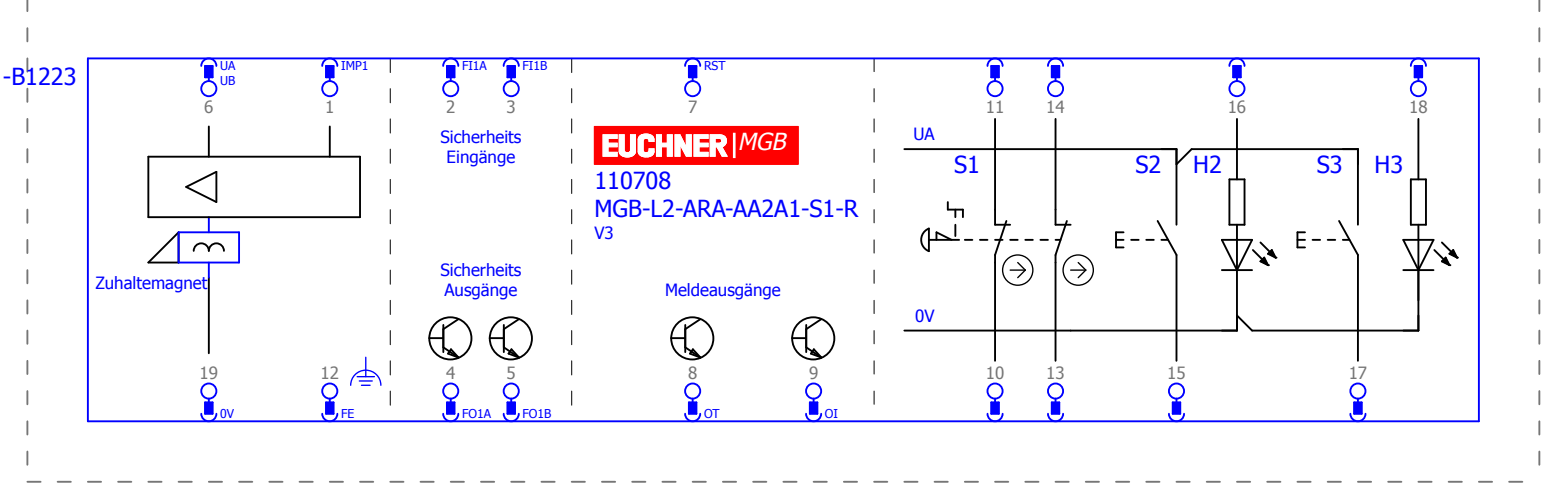 -B1223
UA
UB
6
IMP1
1
FI1A
2
FI1B
3
RST
7
11
14
16
18
Sicherheits
Eingänge
EUCHNER|MGB
110708
MGB-L2-ARA-AA2A1-S1-R
V3
UA
S1
S2
H2
S3
H3
Zuhaltemagnet
Sicherheits
Ausgänge
Meldeausgänge
0V
19
0V
12
FE
4
FO1A
5
FO1B
8
OT
9
OI
10
13
15
17